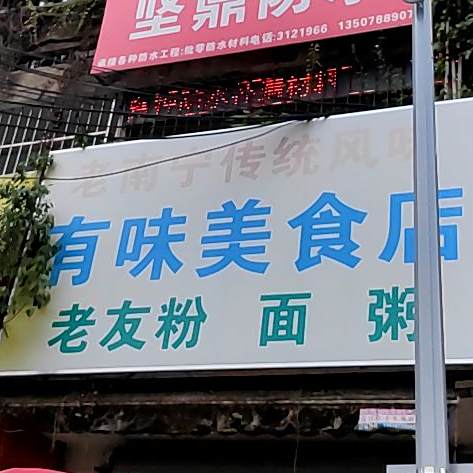 坚鼎防水
承接各种防水工程:批零防水材料电话:3121966 1350788907
老南宁传统风味
有味美食店
老友粉 面 粥